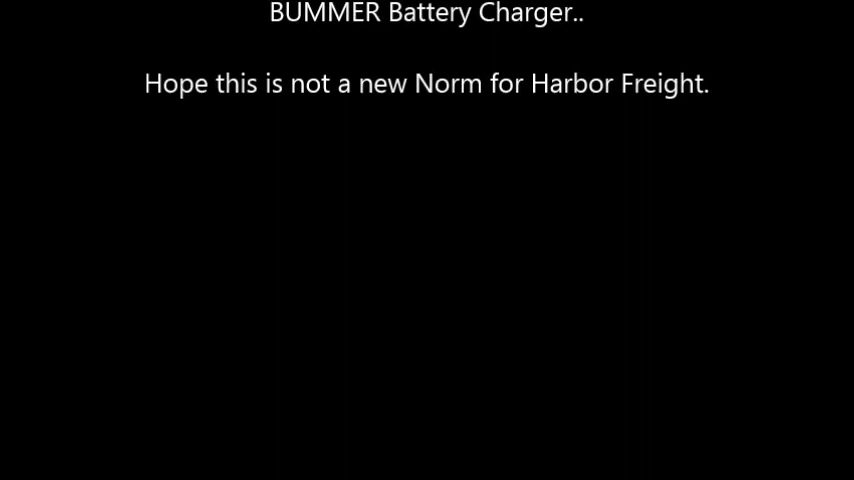 BUMMER Battery Charger..
Hope this is not a new Norm for Harbor Freight.